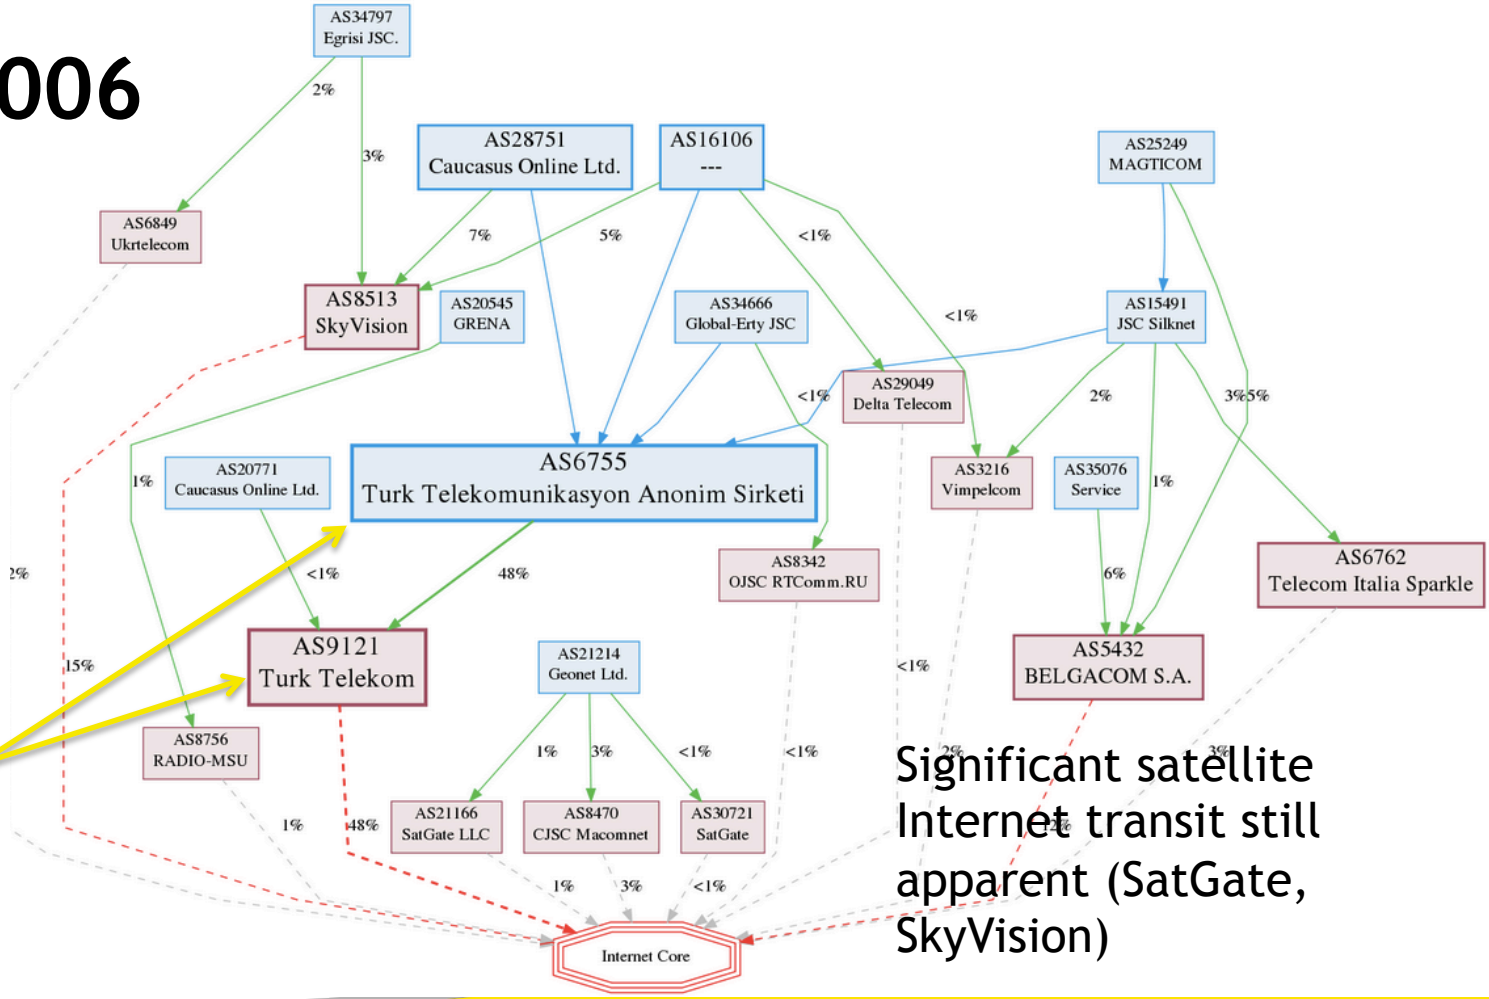 006
AS34797
Egrisi JSC.
2%
3%
AS28751
Caucasus Online Ltd.
AS16106
---
AS25249
MAGTICOM
AS6849
Ukrtelecom
7%
5%
<1%
<1%
AS8513
SkyVision
AS20545
GRENA
AS34666
Global-Erty JSC
AS15491
JSC Silknet
<1%
AS29049
Delta Telecom
2%
3%
5%
1%
AS20771
Caucasus Online Ltd.
AS6755
Turk Telekomunikasyon Anonim Sirketi
AS3216
Vimpelcom
AS35076
Service
1%
2%
<1%
48%
AS8342
OJSC RTComm.RU
6%
AS6762
Telecom Italia Sparkle
15%
AS9121
Turk Telekom
AS21214
Geonet Ltd.
<1%
AS5432
BELGACOM S.A.
AS8756
RADIO-MSU
1%
3%
<1%
<1%
2%
3%
1%
48%
AS21166
SatGate LLC
AS8470
CJSC Macomnet
AS30721
SatGate
12%
1%
3%
<1%
Internet Core
Significant satellite
Internet transit still
apparent (SatGate,
SkyVision)